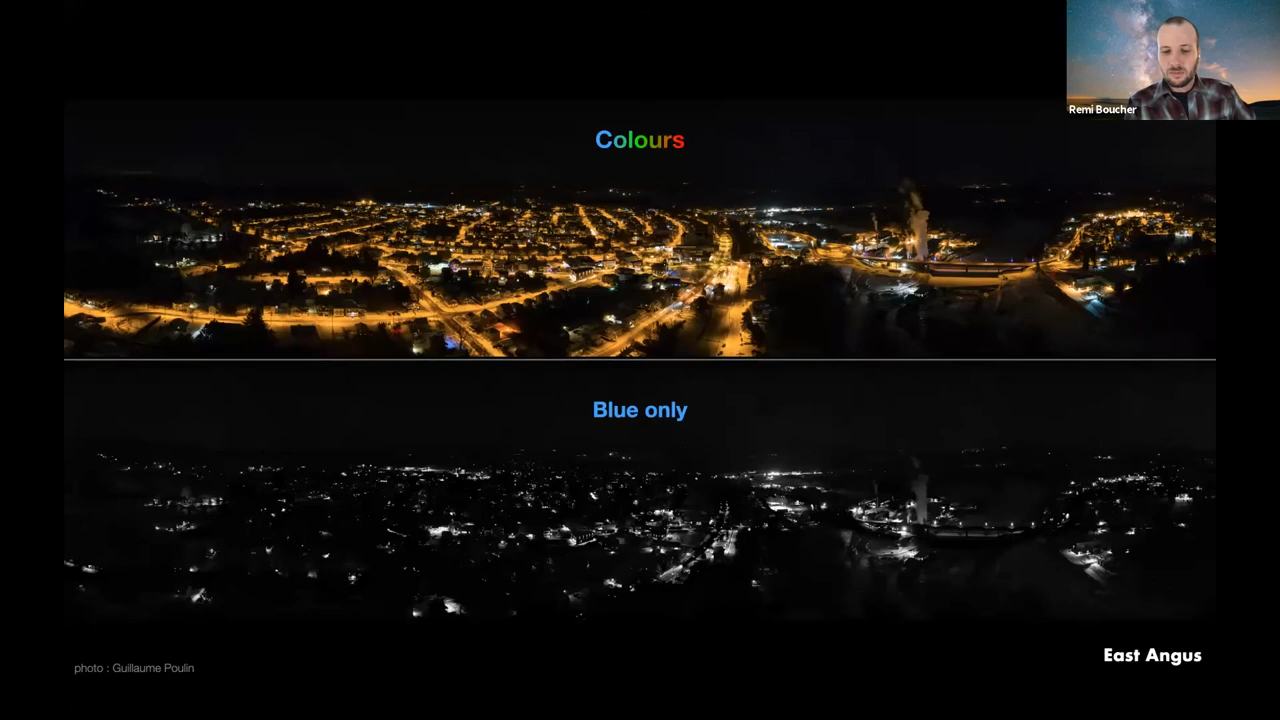 Remi Boucher
Colours
Blue only
East Angus
photo : Guillaume Poulin